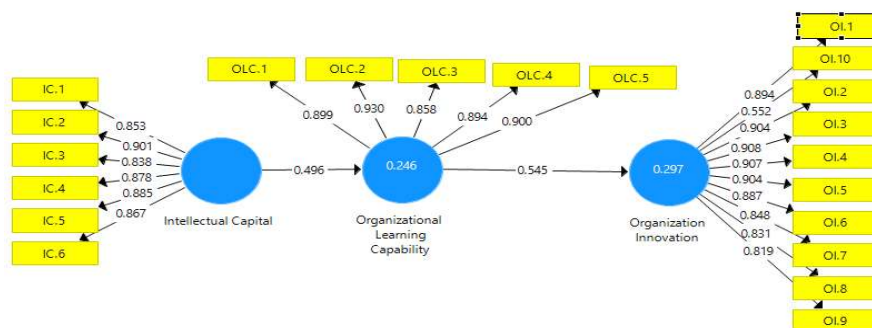 IC.1
IC.2
IC.3
IC.4
IC.5
IC.6
0.853
0.901
0.838
0.878
0.885
0.867
Intellectual Capital
0.496
OLC.1
OLC.2
OLC.3
OLC.4
OLC.5
0.899
0.930
0.858
0.894
0.900
0.246
Organizational
Learning
Capability
0.545
0.297
Organization
Innovation
0.894
0.552
0.904
0.908
0.907
0.904
0.887
0.848
0.831
0.819
OI.1
OI.10
OI.2
OI.3
OI.4
OI.5
OI.6
OI.7
OI.8
OI.9